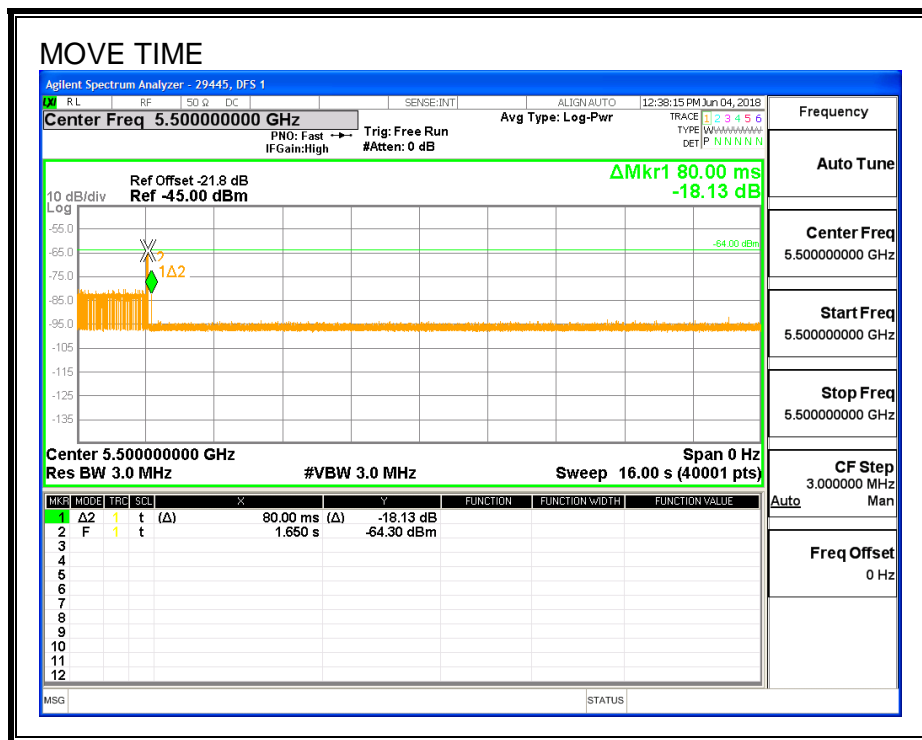 MOVE TIME
Agilent Spectrum Analyzer - 29445, DFS 1
LXI RL RF 50 Ω DC SENSE:INT ALIGN AUTO 12:38:15 PM Jun 04, 2018
Center Freq 5.500000000 GHz
PNO: Fast
IFGain:High
Trig: Free Run
#Atten: 0 dB
Avg Type: Log-Pwr
TRACE 1 2 3 4 5 6
TYPE W
DET P N N N N N
Frequency
Auto Tune
Center Freq
5.500000000 GHz
Start Freq
5.500000000 GHz
Stop Freq
5.500000000 GHz
CF Step
3.000000 MHz
Auto Man
Freq Offset
0 Hz
ΔMkr1 80.00 ms
-18.13 dB
Ref Offset -21.8 dB
10 dB/div Ref -45.00 dBm
Log
-55.0
-65.0
-75.0
-85.0
-95.0
-105
-115
-125
-135
-64.00 dBm
2
1Δ2
Center 5.500000000 GHz Span 0 Hz
Res BW 3.0 MHz #VBW 3.0 MHz Sweep 16.00 s (40001 pts)
MKR MODE TRC SCL X Y FUNCTION FUNCTION WIDTH FUNCTION VALUE
1 Δ2 1 t (Δ) 80.00 ms (Δ) -18.13 dB
2 F 1 t 1.650 s -64.30 dBm
3
4
5
6
7
8
9
10
11
12
MSG STATUS